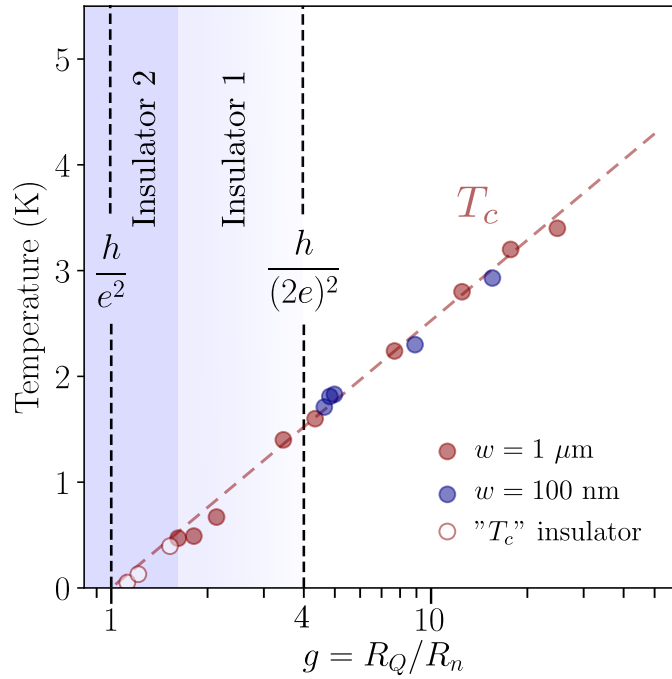 5
4
3
2
1
0
Temperature (K)
Insulator 2
Insulator 1
h
e²
h
(2e)²
T_c
w = 1 μm
w = 100 nm
"T_c" insulator
1
4
10
g = R_Q/R_n